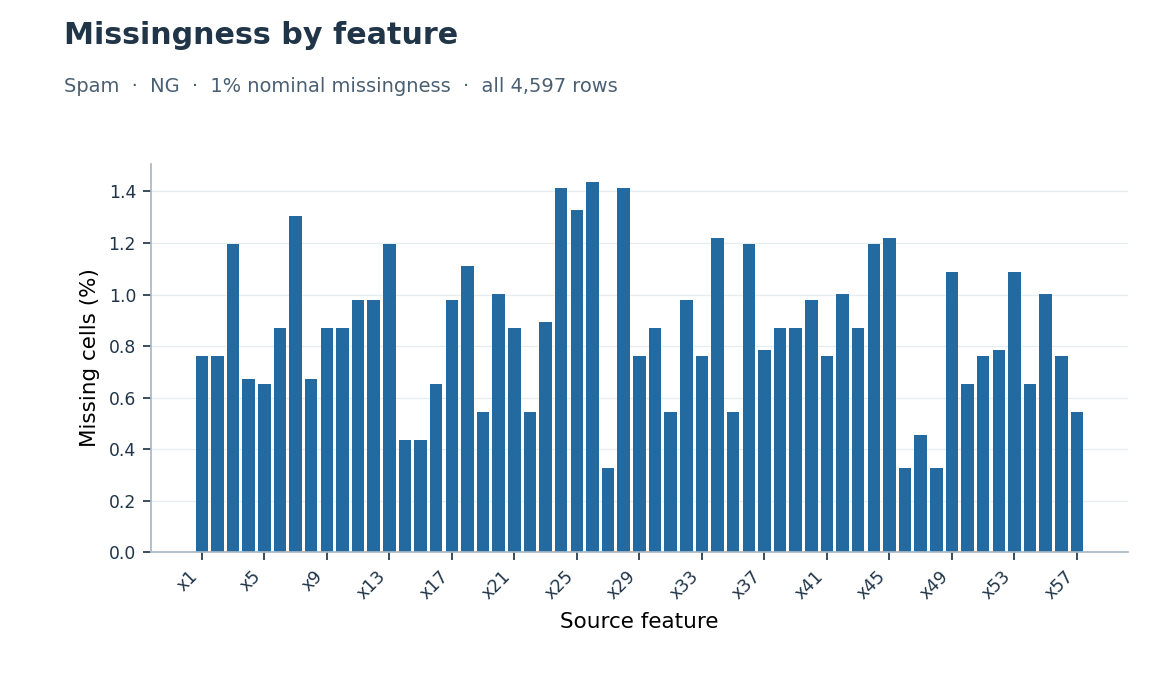 Missingness by feature
Spam · NG · 1% nominal missingness · all 4,597 rows
Missing cells (%)
1.4
1.2
1.0
0.8
0.6
0.4
0.2
0.0
x1 x5 x9 x13 x17 x21 x25 x29 x33 x37 x41 x45 x49 x53 x57
Source feature